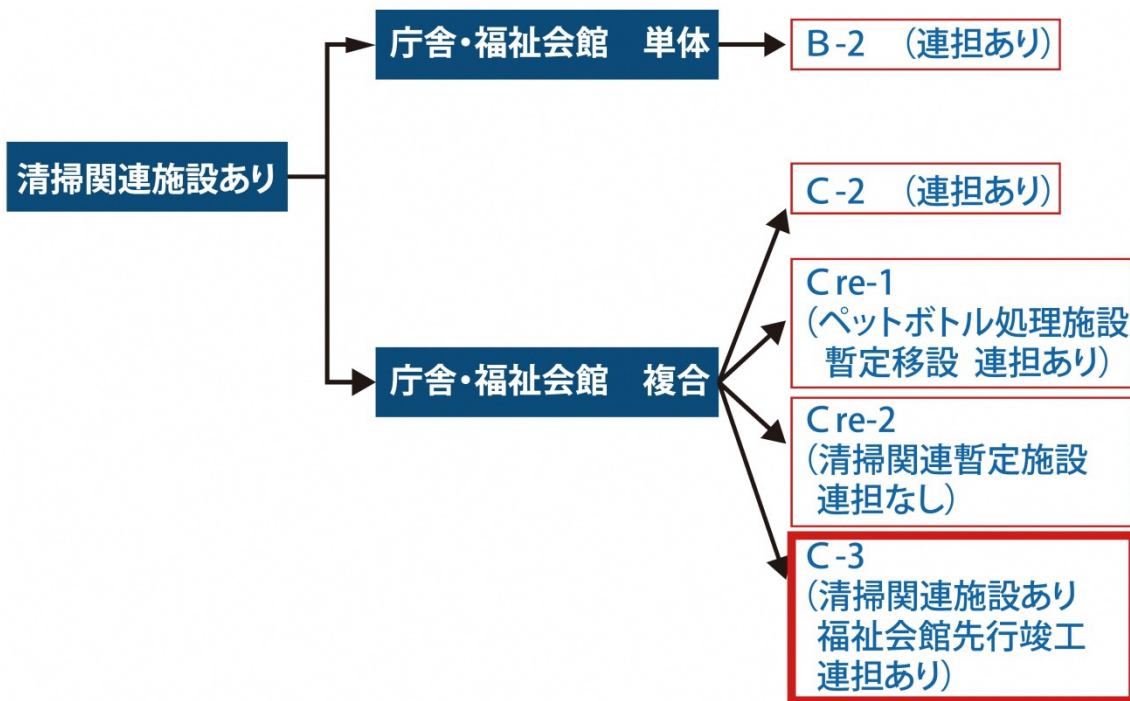 庁舎・福祉会館　単体
B-2　（連担あり）
清掃関連施設あり
C-2　（連担あり）
C re-1
（ペットボトル処理施設
暫定移設 連担あり）
庁舎・福祉会館　複合
C re-2
（清掃関連暫定施設
連担なし）
C-3
（清掃関連施設あり
福祉会館先行竣工
連担あり）